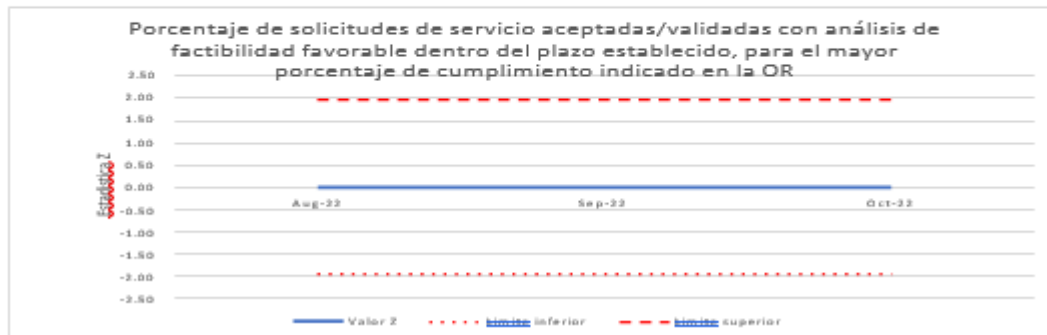 Porcentaje de solicitudes de servicio aceptadas/validadas con análisis de
factibilidad favorable dentro del plazo establecido, para el mayor
porcentaje de cumplimiento indicado en la OR
2.50
2.00
1.50
1.00
0.50
0.00
-0.50
-1.00
-1.50
-2.00
-2.50
Estadística Z
Aug-22 Sep-22 Oct-22
Valor Z Límite inferior Límite superior